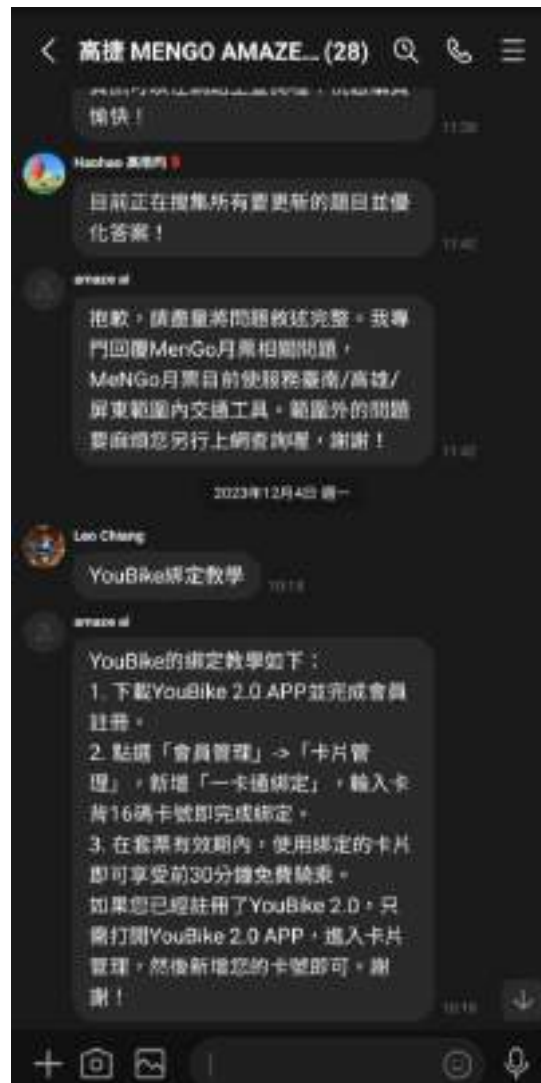 高捷 MENGO AMAZE... (28)
愉快！
11:38
Haohao
目前正在搜集所有要更新的題目並優
化答案！
11:42
amaze ai
抱歉，請盡量將問題敘述完整。我專
門回覆MenGo月票相關問題，
MeNGo月票目前使服務臺南/高雄/
屏東範圍內交通工具。範圍外的問題
要麻煩您另行上網查詢喔，謝謝！
11:42
2023年12月4日 週一
Leo Chiang
YouBike綁定教學
amaze ai
YouBike的綁定教學如下：
1. 下載YouBike 2.0 APP並完成會員
註冊。
2. 點選「會員管理」->「卡片管
理」，新增「一卡通綁定」，輸入卡
背16碼卡號即完成綁定。
3. 在套票有效期內，使用綁定的卡片
即可享受前30分鐘免費騎乘。
如果您已經註冊了YouBike 2.0，只
需打開YouBike 2.0 APP，進入卡片
管理，然後新增您的卡號即可。謝
謝！